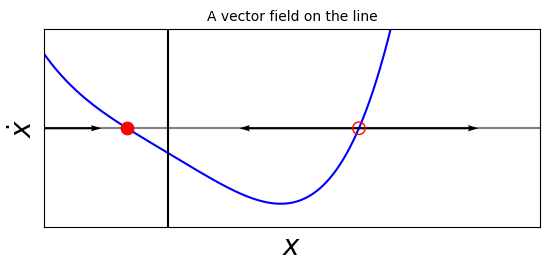 A vector field on the line
ẋ
x